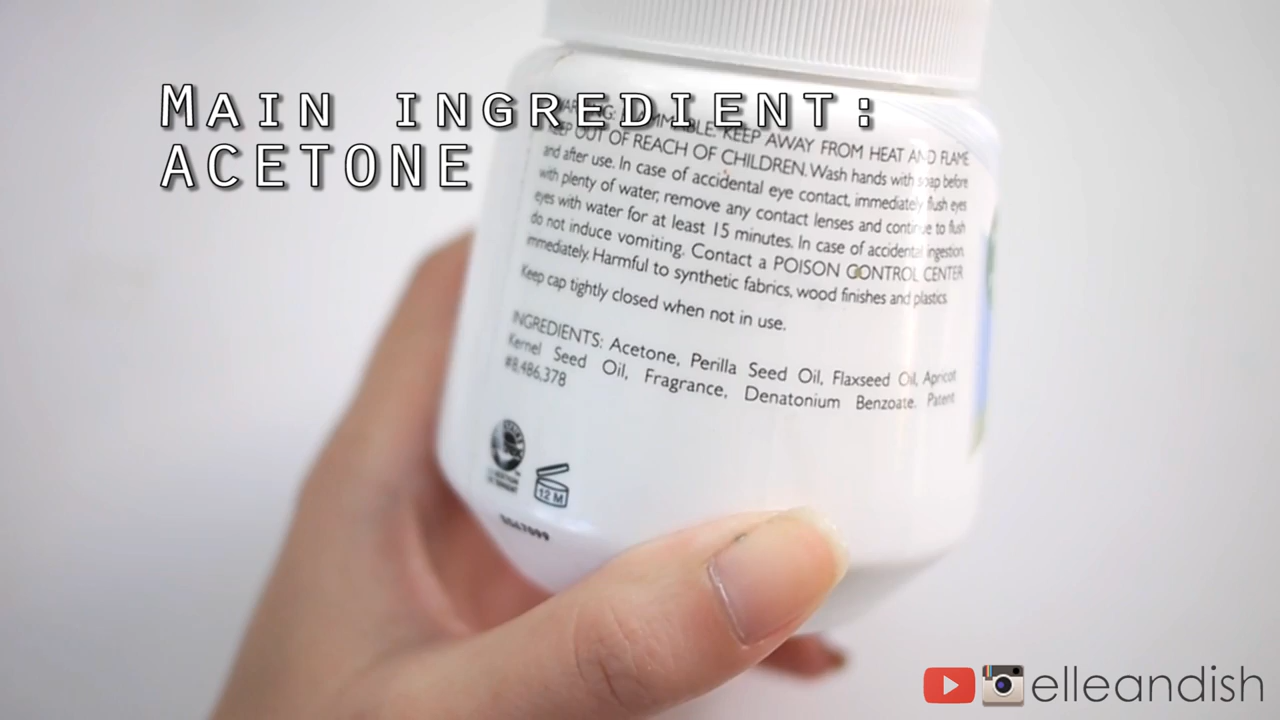 MAIN INGREDIENT:
ACETONE
KEEP AWAY FROM HEAT AND FLAME
KEEP OUT OF REACH OF CHILDREN. Wash hands with soap before
and after use. In case of accidental eye contact, immediately flush eyes
with plenty of water, remove any contact lenses and continue to flush
eyes with water for at least 15 minutes. In case of accidental ingestion,
do not induce vomiting. Contact a POISON CONTROL CENTER
immediately. Harmful to synthetic fabrics, wood finishes and plastics.
Keep cap tightly closed when not in use.
INGREDIENTS: Acetone, Perilla Seed Oil, Flaxseed Oil, Apricot
Kernel Seed Oil, Fragrance, Denatonium Benzoate. Patent
#8,486,378
12 M
elleandish